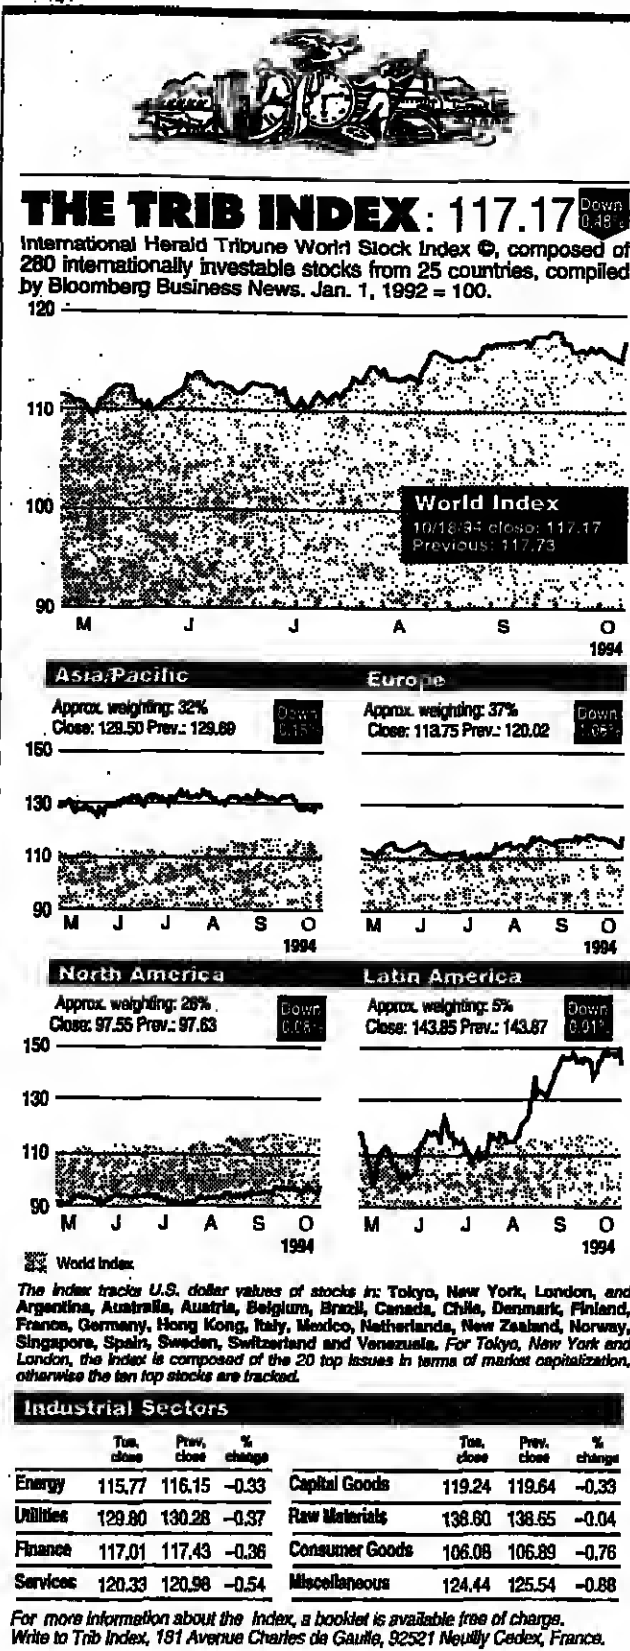 THE TRIB INDEX: 117.17 Down 0.48%
International Herald Tribune World Stock Index ©, composed of
280 internationally investable stocks from 25 countries, compiled
by Bloomberg Business News. Jan. 1, 1992 = 100.
120
110
100
90
World Index
10/18/94 close: 117.17
Previous: 117.73
M J J A S O
1994
Asia/Pacific
Approx. weighting: 32%
Close: 129.50 Prev.: 129.69
Down
0.15%
150
130
110
90
M J J A S O
1994
Europe
Approx. weighting: 37%
Close: 113.75 Prev.: 120.02
Down
1.06%
M J J A S O
1994
North America
Approx. weighting: 26%
Close: 97.55 Prev.: 97.63
Down
0.08%
150
130
110
90
M J J A S O
1994
Latin America
Approx. weighting: 5%
Close: 143.85 Prev.: 143.87
Down
0.01%
M J J A S O
1994
World Index
The index tracks U.S. dollar values of stocks in: Tokyo, New York, London, and
Argentina, Australia, Austria, Belgium, Brazil, Canada, Chile, Denmark, Finland,
France, Germany, Hong Kong, Italy, Mexico, Netherlands, New Zealand, Norway,
Singapore, Spain, Sweden, Switzerland and Venezuela. For Tokyo, New York and
London, the index is composed of the 20 top issues in terms of market capitalization,
otherwise the ten top stocks are tracked.
Industrial Sectors
Tue. close Prev. close % change Tue. close Prev. close % change
Energy 115.77 116.15 –0.33 Capital Goods 119.24 119.64 –0.33
Utilities 129.80 130.28 –0.37 Raw Materials 138.60 138.65 –0.04
Finance 117.01 117.43 –0.36 Consumer Goods 106.08 106.89 –0.76
Services 120.33 120.98 –0.54 Miscellaneous 124.44 125.54 –0.88
For more information about the Index, a booklet is available free of charge.
Write to Trib Index, 181 Avenue Charles de Gaulle, 92521 Neuilly Cedex, France.